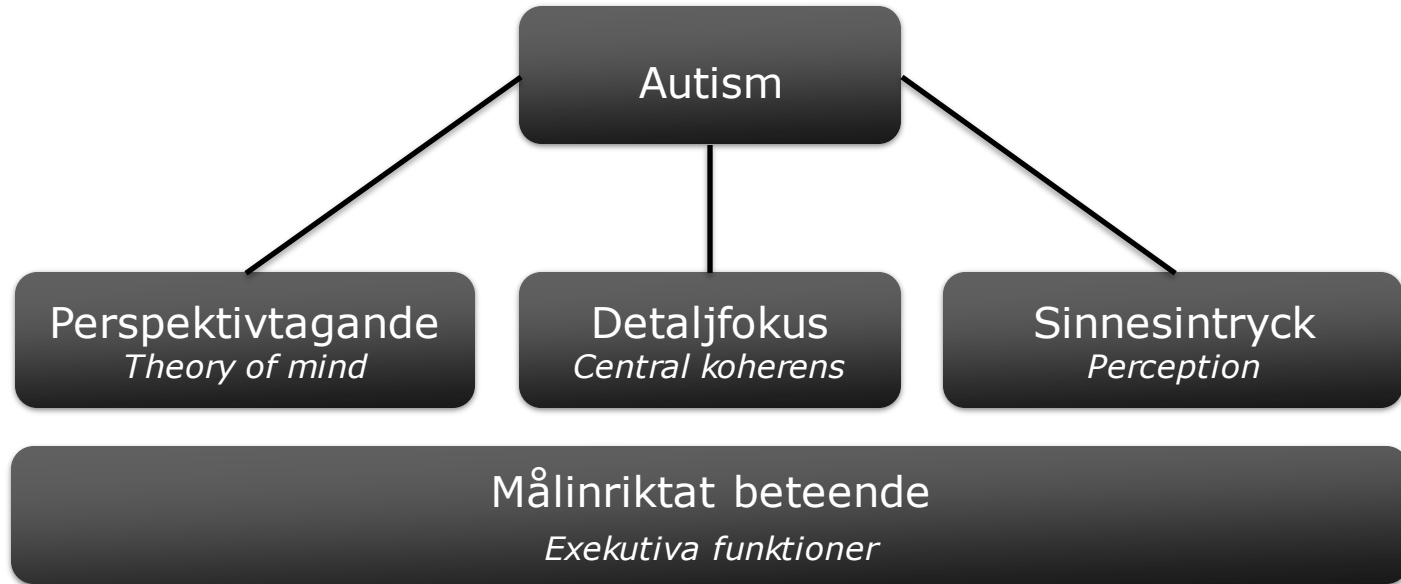 Autism
Perspektivtagande
Theory of mind
Detaljfokus
Central koherens
Sinnesintryck
Perception
Målinriktat beteende
Exekutiva funktioner